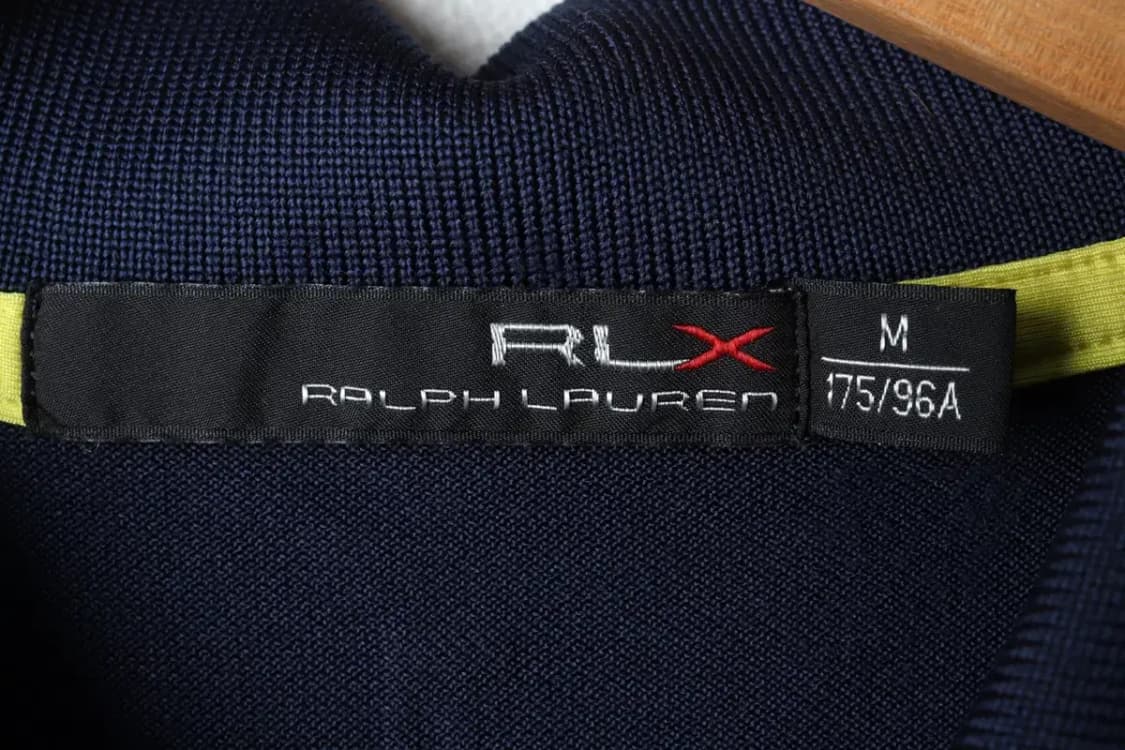 RLX
RALPH LAUREN
M
175/96A